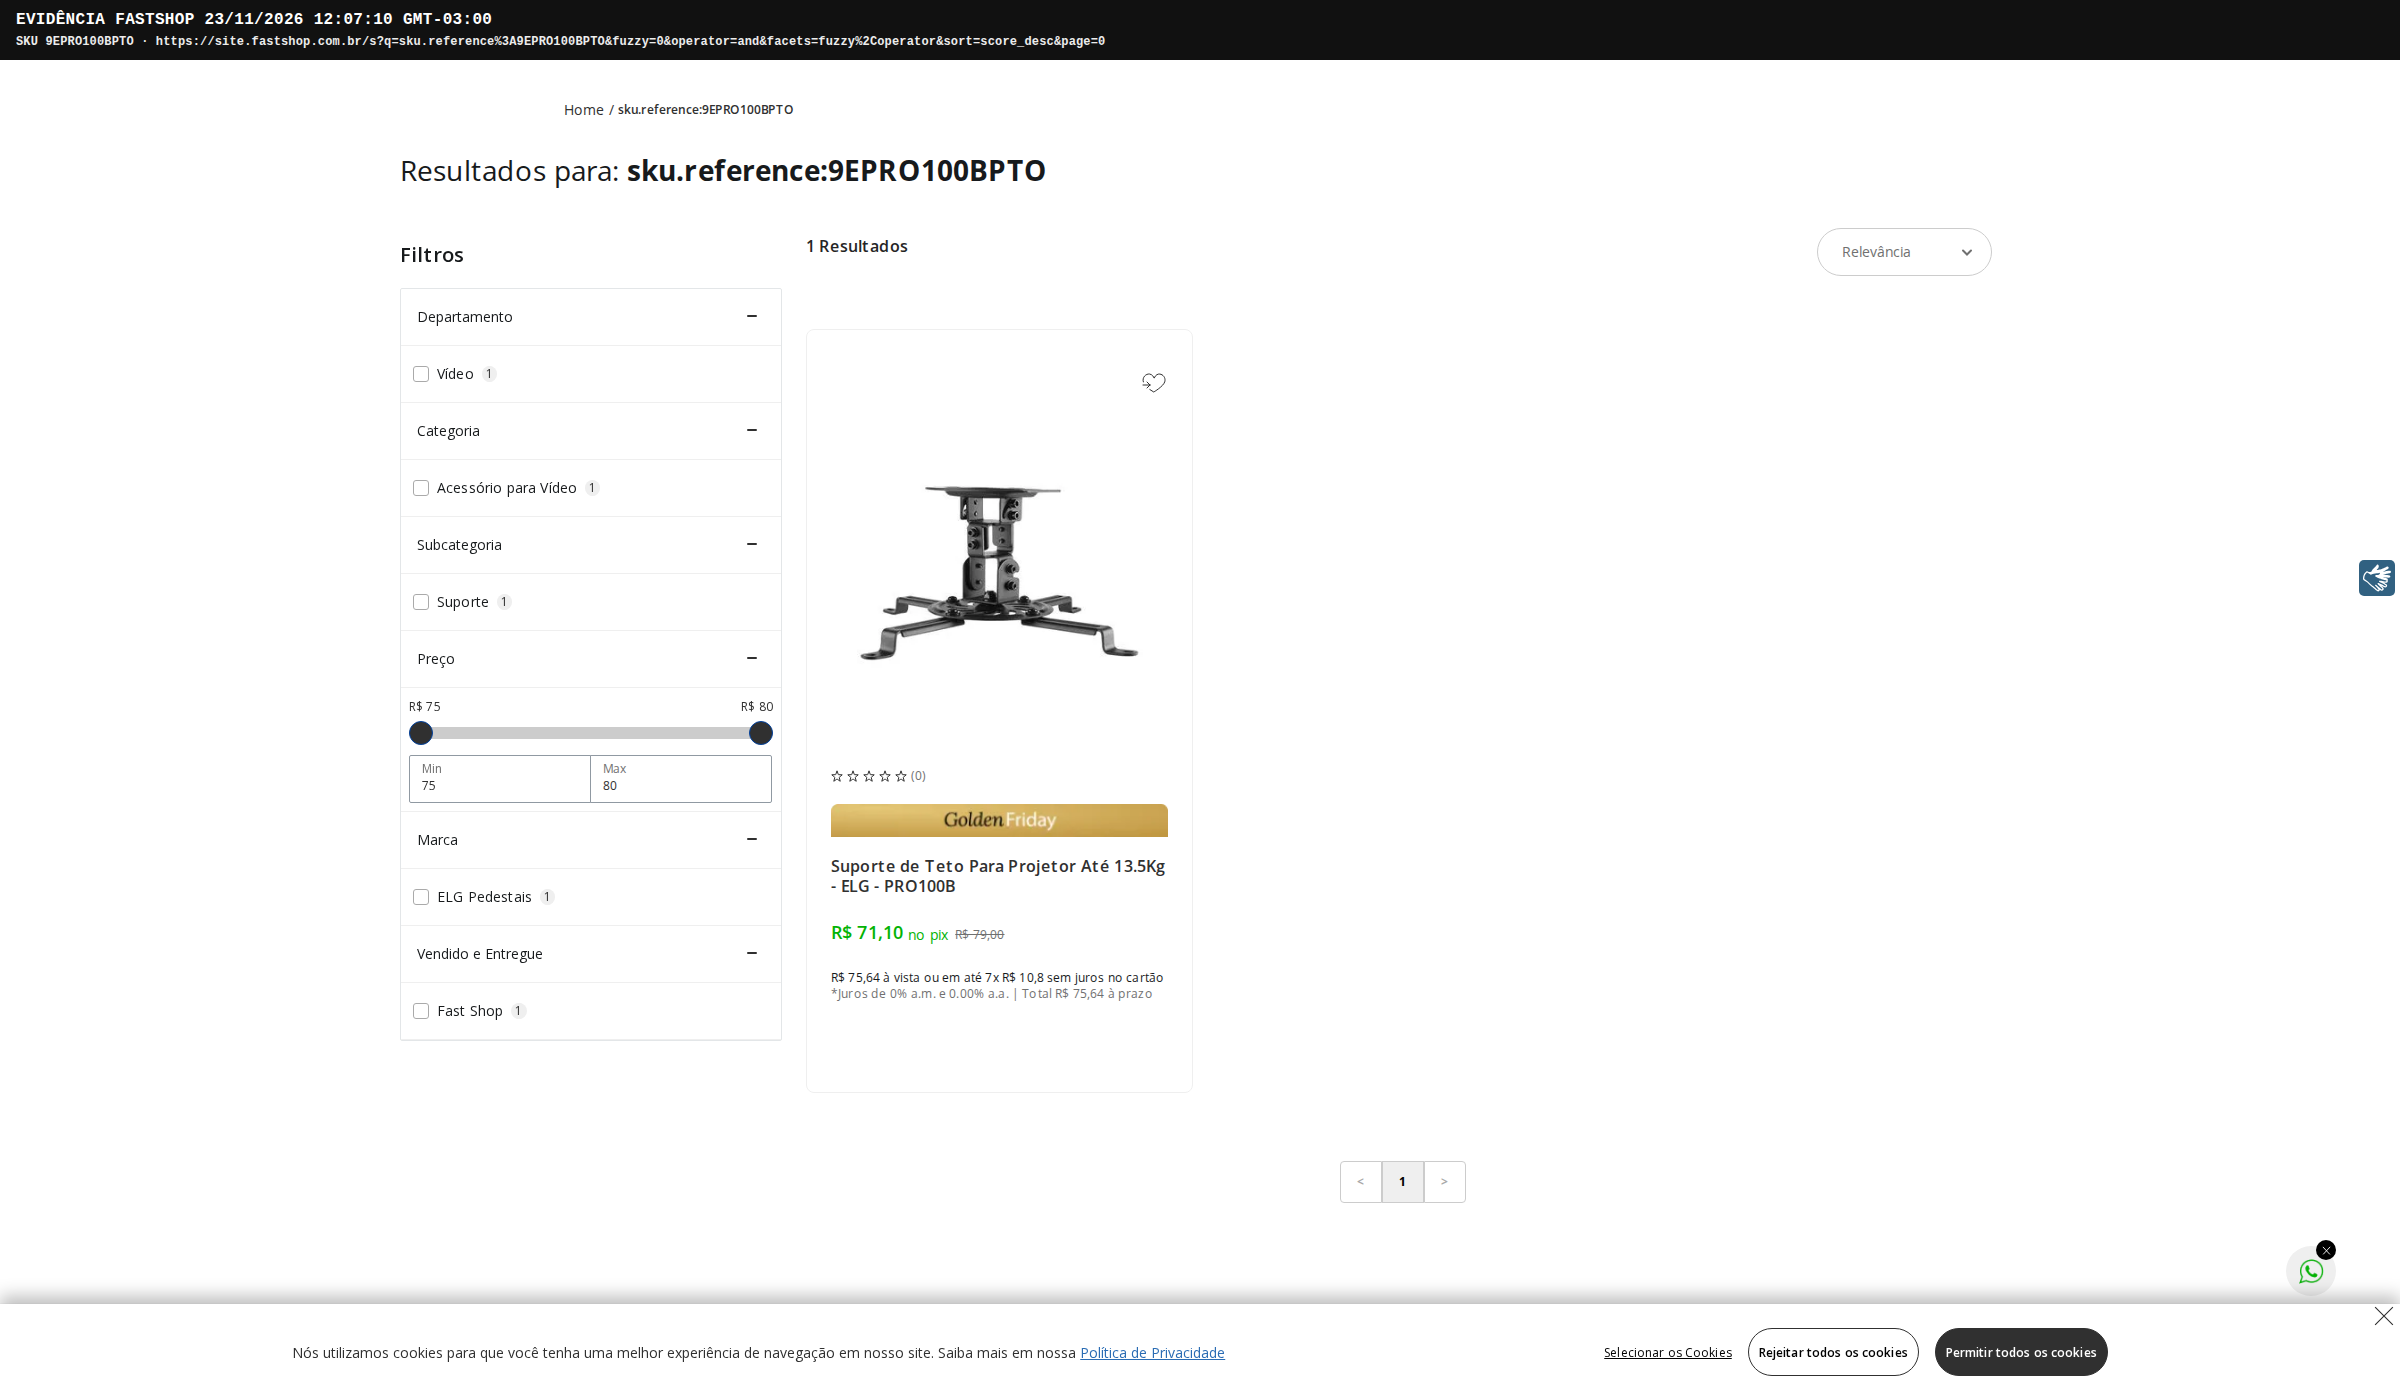 EVIDÊNCIA FASTSHOP 23/11/2026 12:07:10 GMT-03:00
SKU 9EPRO100BPTO · https://site.fastshop.com.br/s?q=sku.reference%3A9EPRO100BPTO&fuzzy=0&operator=and&facets=fuzzy%2Coperator&sort=score_desc&page=0
Home / sku.reference:9EPRO100BPTO
Resultados para: sku.reference:9EPRO100BPTO
Filtros
1 Resultados
Relevância
Departamento
Vídeo 1
Categoria
Acessório para Vídeo 1
Subcategoria
Suporte 1
Preço
R$ 75
R$ 80
Min
75
Max
80
Marca
ELG Pedestais 1
Vendido e Entregue
Fast Shop 1
(0)
Golden Friday
Suporte de Teto Para Projetor Até 13.5Kg
- ELG - PRO100B
R$ 71,10 no pix R$ 79,00
R$ 75,64 à vista ou em até 7x R$ 10,8 sem juros no cartão
*Juros de 0% a.m. e 0.00% a.a. | Total R$ 75,64 à prazo
< 1 >
Nós utilizamos cookies para que você tenha uma melhor experiência de navegação em nosso site. Saiba mais em nossa Política de Privacidade
Selecionar os Cookies
Rejeitar todos os cookies
Permitir todos os cookies